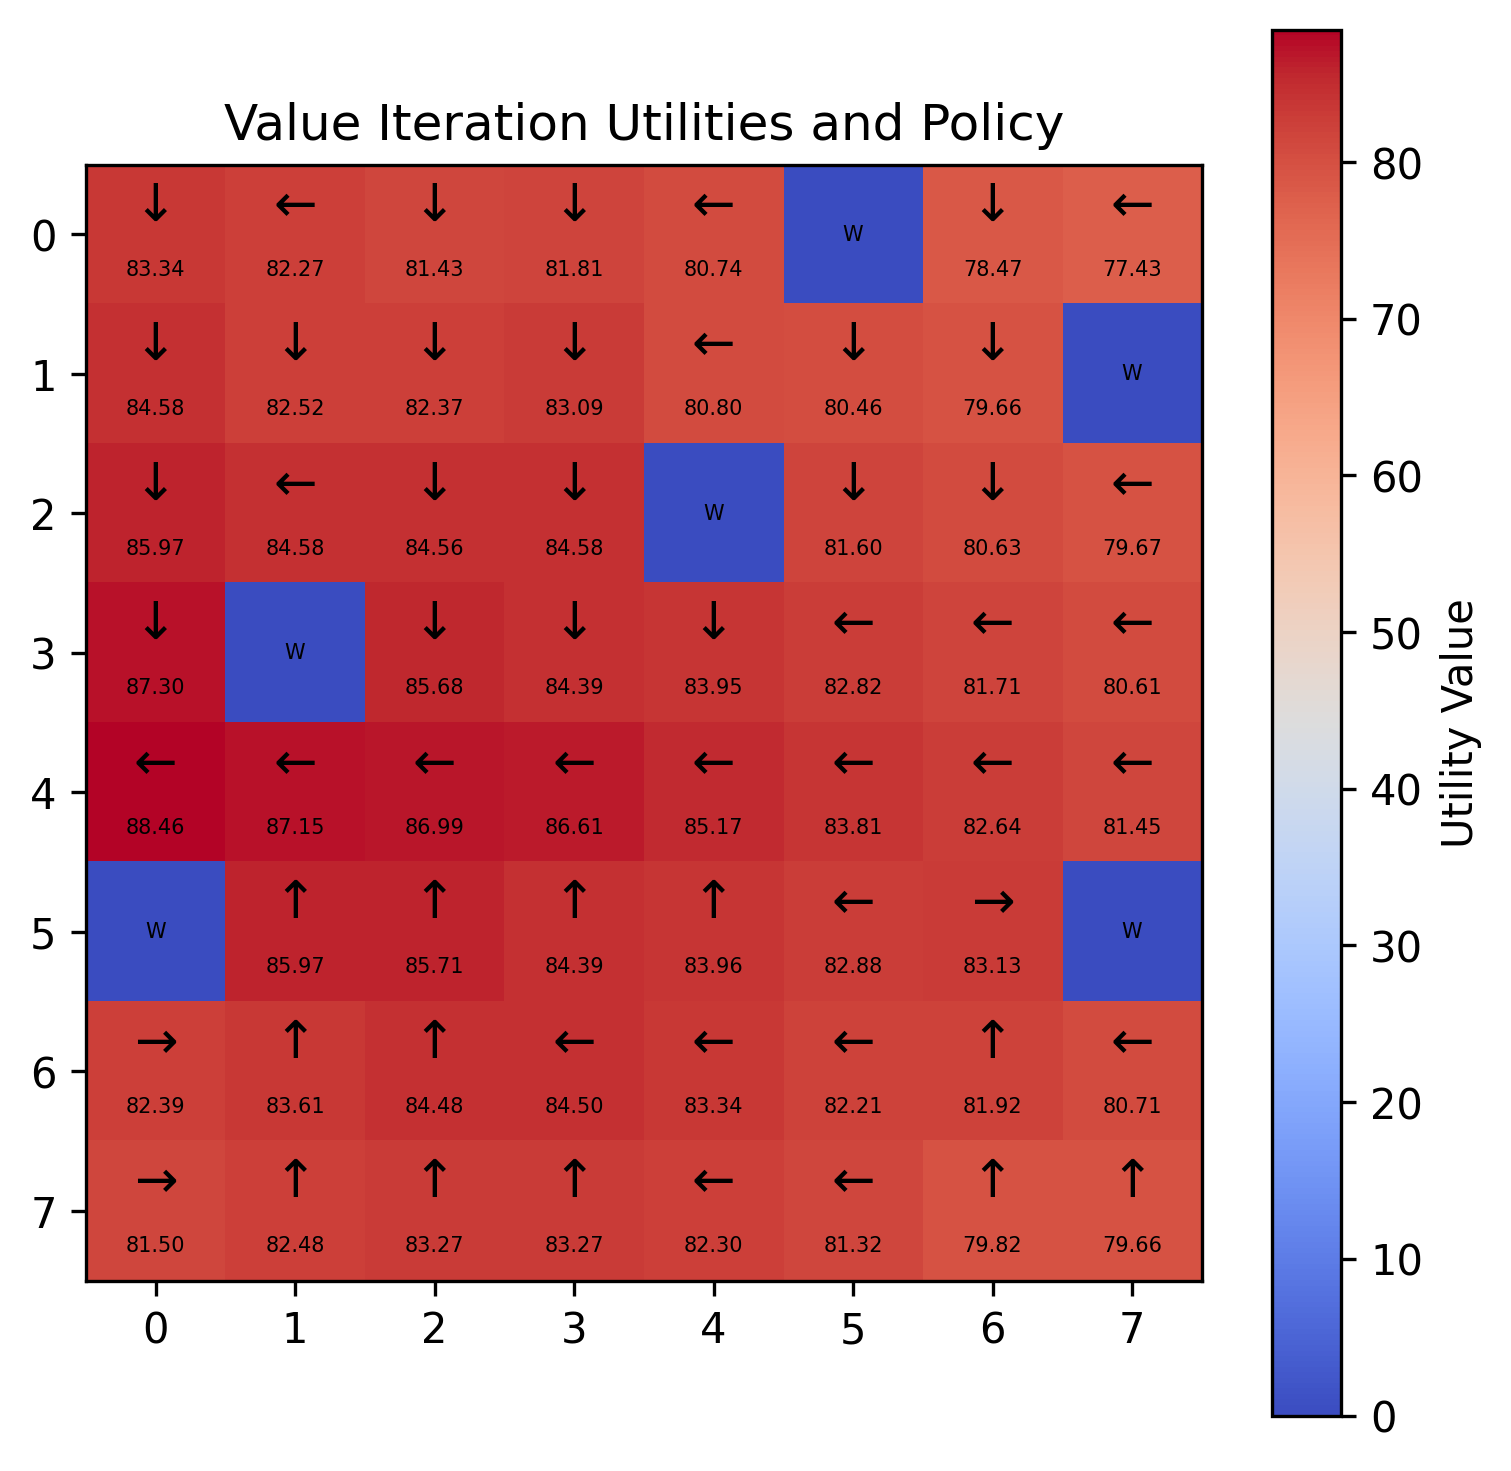 Value Iteration Utilities and Policy
0 ↓ ← ↓ ↓ ← W ↓ ←
83.34 82.27 81.43 81.81 80.74 78.47 77.43
1 ↓ ↓ ↓ ↓ ← ↓ ↓ W
84.58 82.52 82.37 83.09 80.80 80.46 79.66
2 ↓ ← ↓ ↓ W ↓ ↓ ←
85.97 84.58 84.56 84.58 81.60 80.63 79.67
3 ↓ W ↓ ↓ ↓ ← ← ←
87.30 85.68 84.39 83.95 82.82 81.71 80.61
4 ← ← ← ← ← ← ← ←
88.46 87.15 86.99 86.61 85.17 83.81 82.64 81.45
5 W ↑ ↑ ↑ ↑ ← → W
85.97 85.71 84.39 83.96 82.88 83.13
6 → ↑ ↑ ← ← ← ↑ ←
82.39 83.61 84.48 84.50 83.34 82.21 81.92 80.71
7 → ↑ ↑ ↑ ← ← ↑ ↑
81.50 82.48 83.27 83.27 82.30 81.32 79.82 79.66
0 1 2 3 4 5 6 7
80
70
60
50
40
30
20
10
0
Utility Value